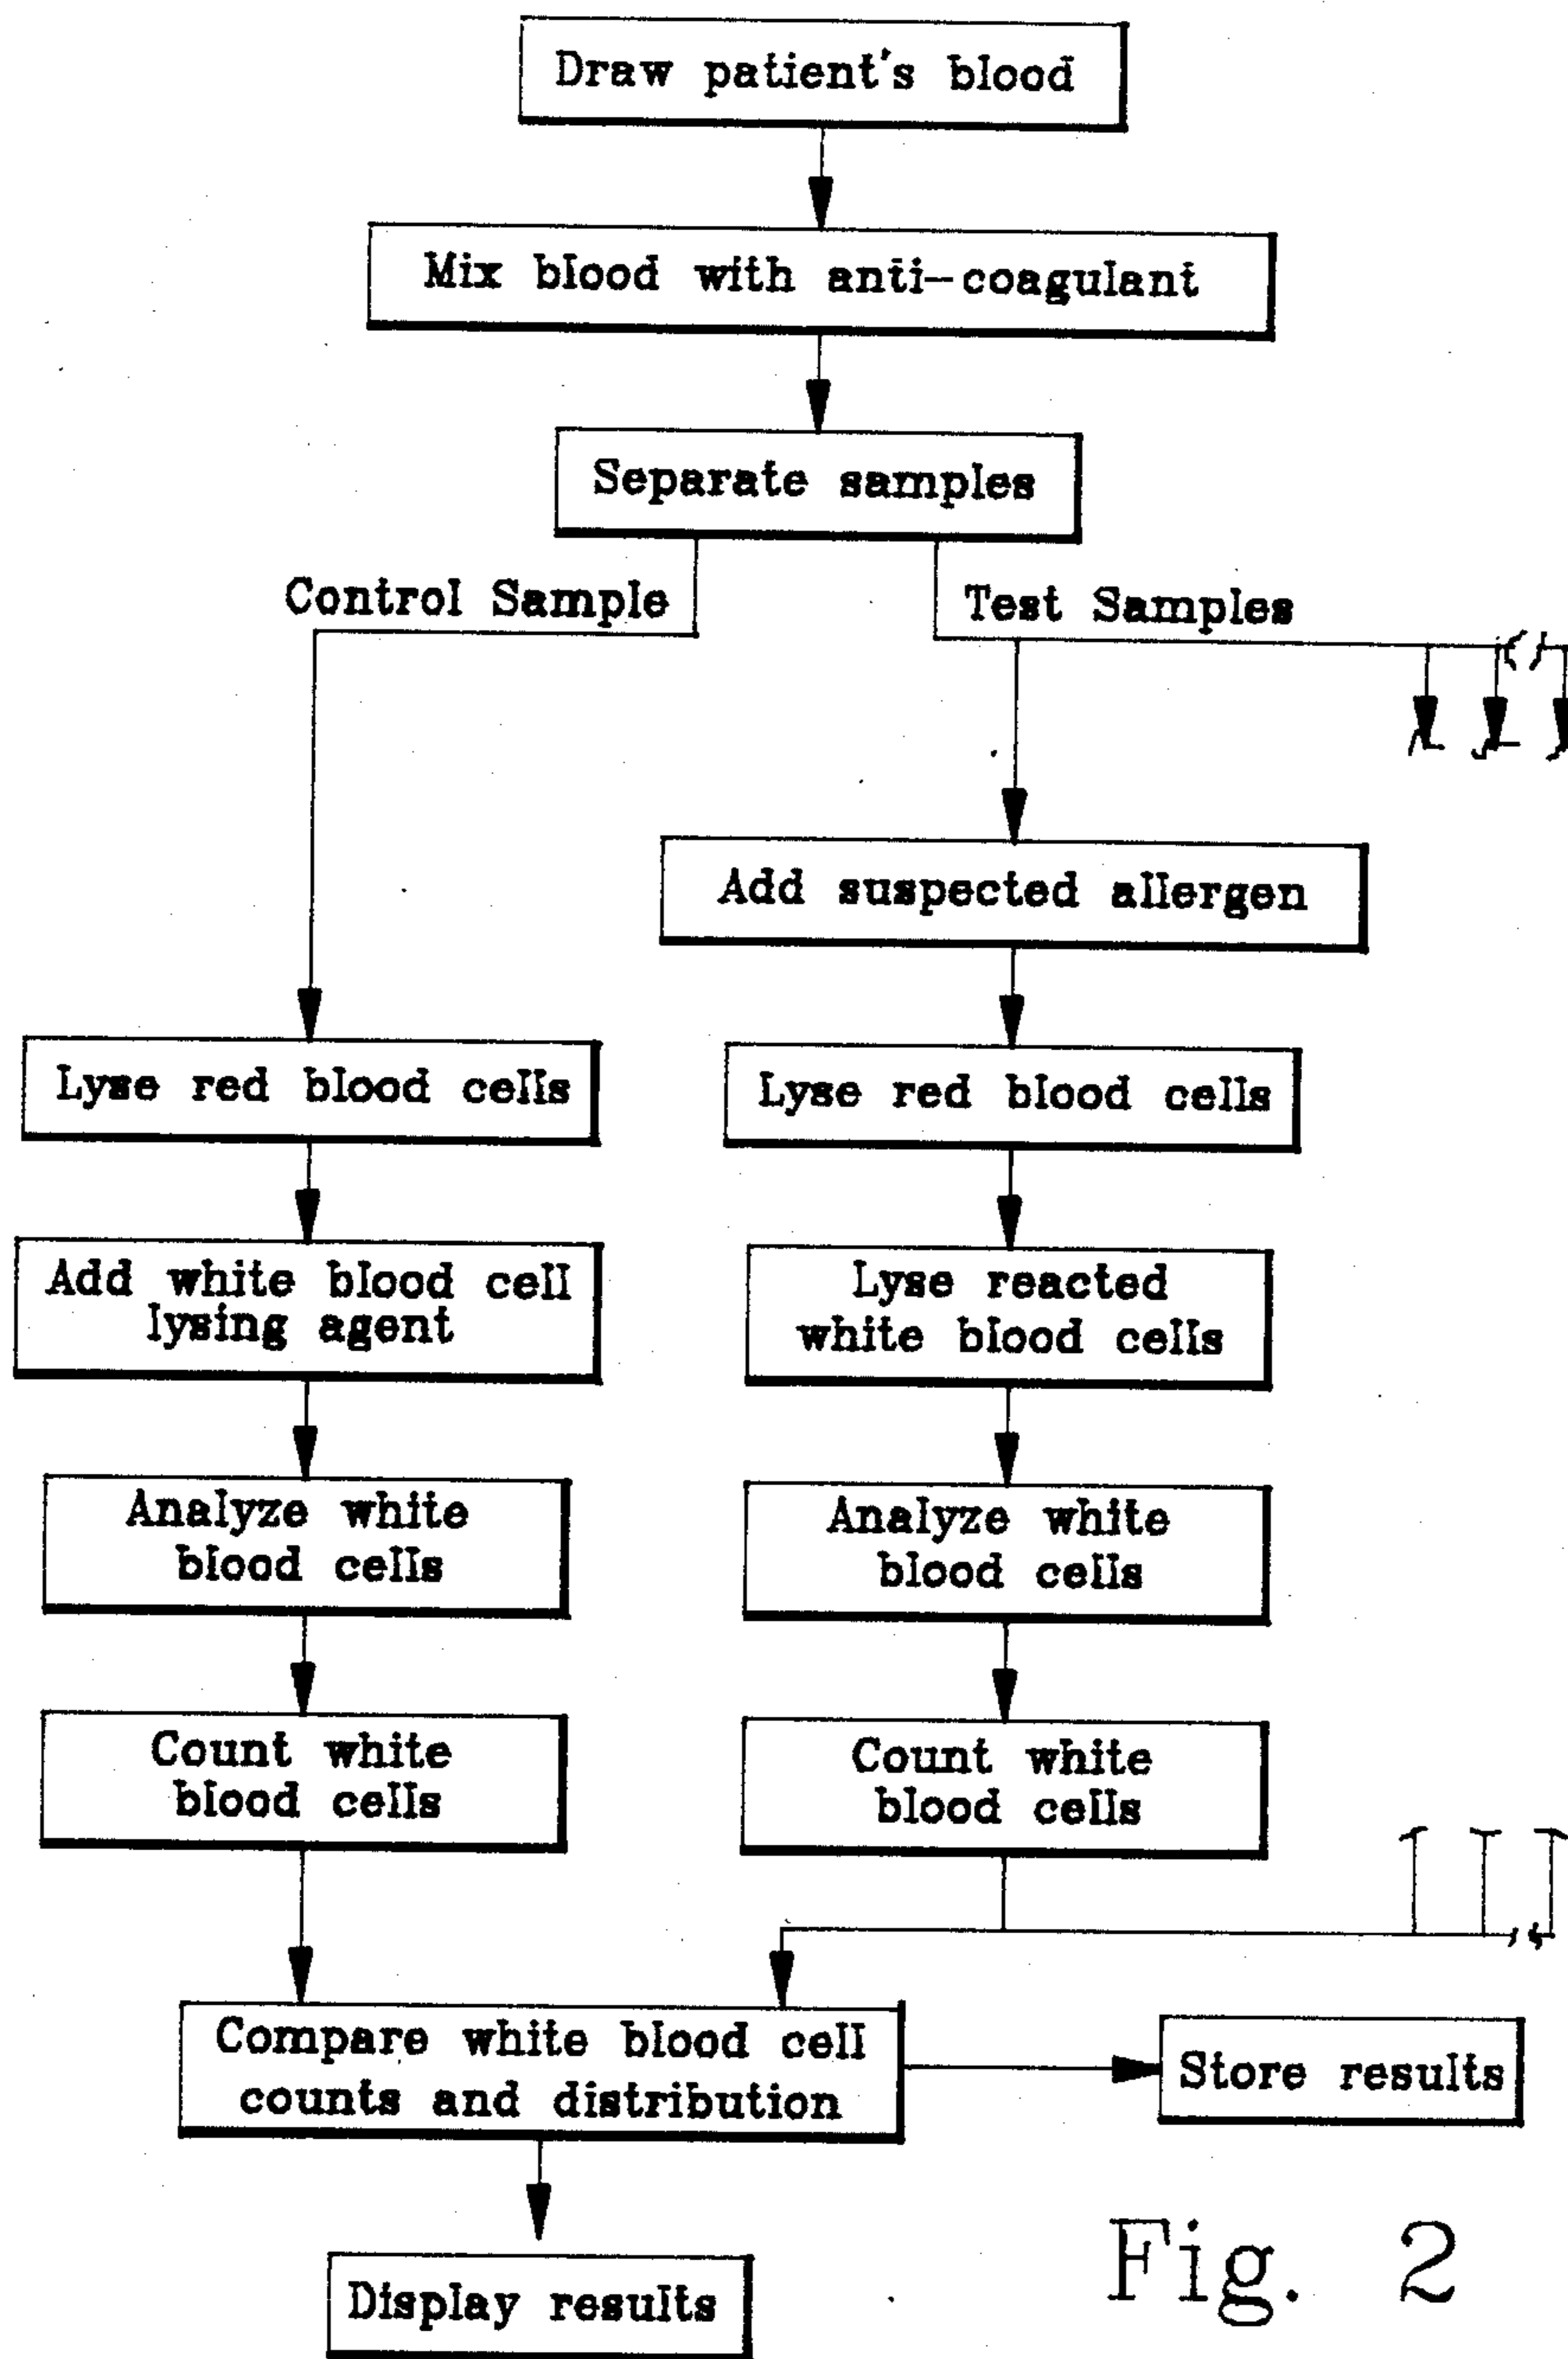 Draw patient's blood
Mix blood with anti-coagulant
Separate samples
Control Sample
Test Samples
Add suspected allergen
Lyse red blood cells
Lyse red blood cells
Add white blood cell
lysing agent
Lyse reacted
white blood cells
Analyze white
blood cells
Analyze white
blood cells
Count white
blood cells
Count white
blood cells
Compare white blood cell
counts and distribution
Store results
Display results
Fig. 2